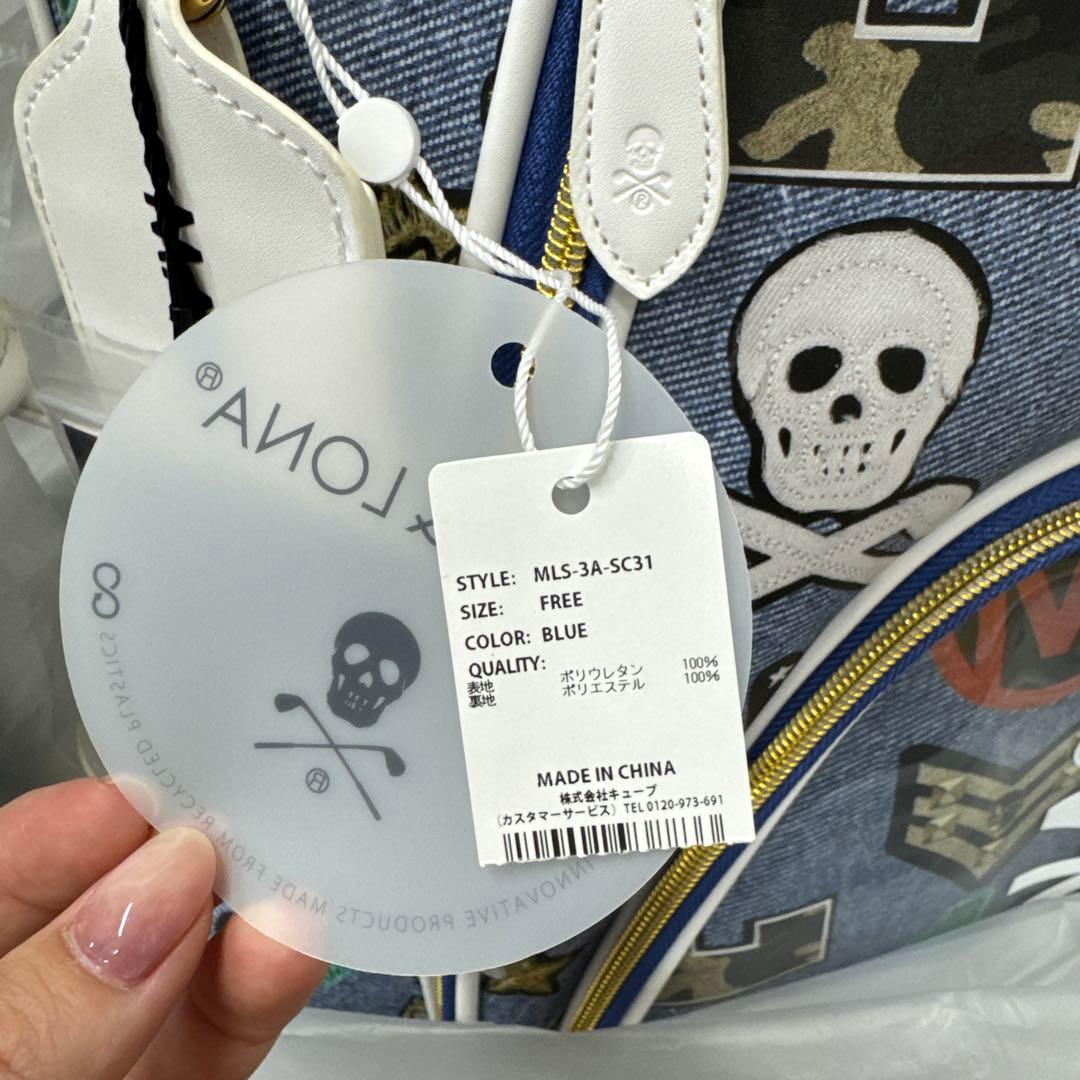 & LONA®
∞
INNOVATIVE PRODUCTS MADE FROM RECYCLED PLASTICS
®
®
STYLE: MLS-3A-SC31
SIZE: FREE
COLOR: BLUE
QUALITY:
表地 ポリウレタン 100%
裏地 ポリエステル 100%
MADE IN CHINA
株式会社キューブ
(カスタマーサービス) TEL 0120-973-691